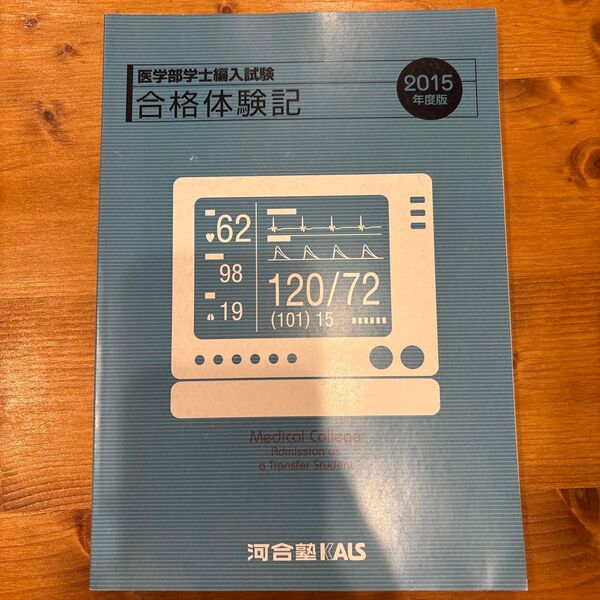 医学部学士編入試験
合格体験記
2015
年度版
62
98
19
120/72
(101) 15
Medical College
Admission as
a Transfer Student
河合塾KALS